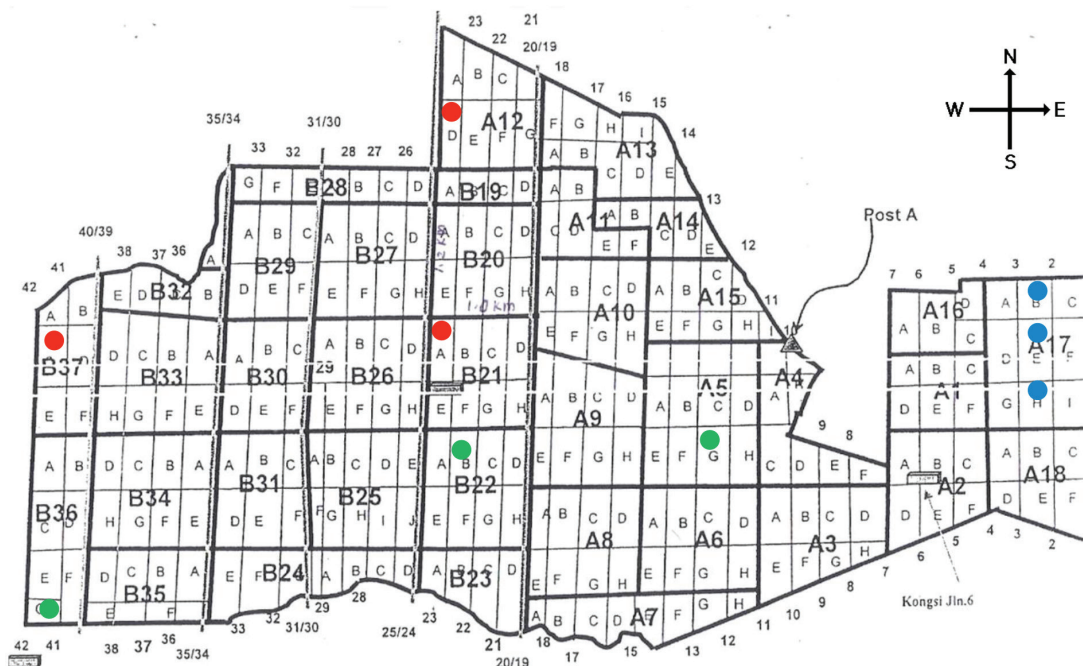 23
22
21
20/19
18
17
16
15
14
13
12
11
10
N
W E
S
A B C
D E F G
A12
F G H I
A13
A B
C D E
35/34
33
32
31/30
28
27
26
G F
B28
B C D
A B C D
B19
A B
A11
C D
E F
A B
A14
C D E
Post A
A B C
B29
D E F
A B C D
B27
E F G H
A B C D
B20
E F G H
1.0 km
A B C D
A10
E F G H
A B C D
A15
E F G H I
40/39
38
37
36
41
42
A
E D C B
B32
A B
B37
E F
D C B A
B33
H G F E
A B C
B30
D E F
A B C D
29
B26
E F G H
A B C D
B21
E F G H
A B C D
A9
E F G H
A B C D
A5
E F G H
A
A4
9
8
C D E F
7
6
5
4
3
2
A16
A B C D
A B C
A1
D E F
A B C
A17
D E F
G H I
A B C
A2
D E F
A B C
A18
D E F
A B
B36
C D
E F
D C B A
B34
H G F E
A B C
B31
D E F
A B C D E
B25
F G H I J
A B C D
B22
E F G H
A B C D
A8
E F G H
A B C D
A6
E F G H
A3
E F G H
D C B A
B35
E F
E F
B24
A B C D
A B C D
B23
A B C D
A7
E F G H
Kongsi Jln.6
42
41
38
37
36
35/34
33
32
31/30
29
28
25/24
23
22
21
20/19
18
17
15
13
12
11
10
9
8
7
6
5
4
3
2